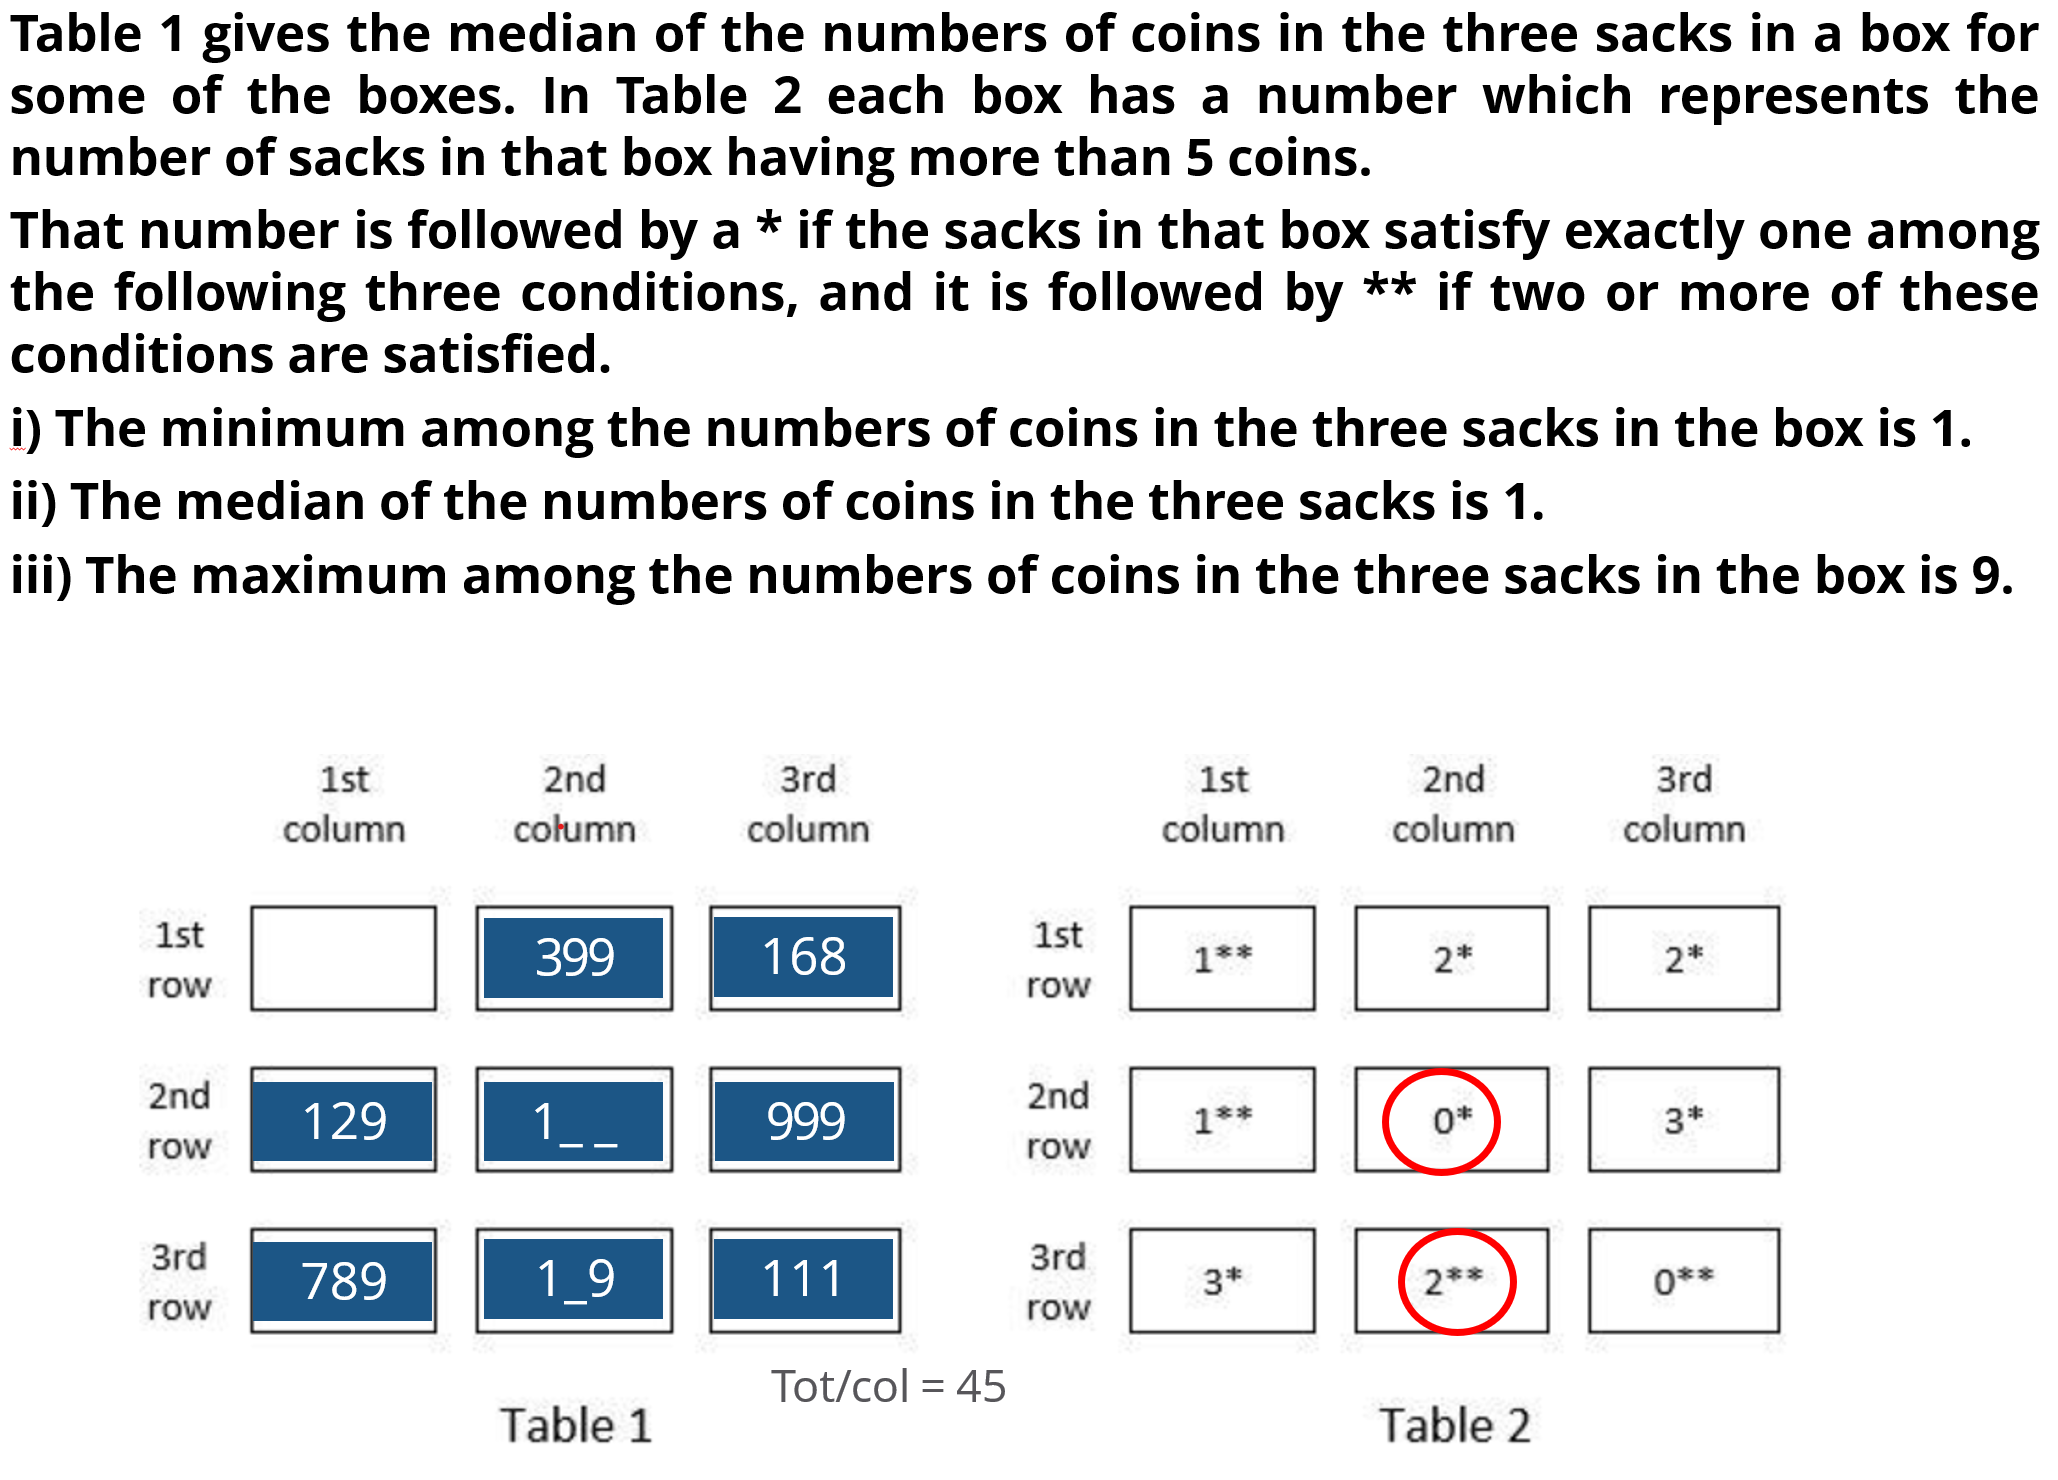 Table 1 gives the median of the numbers of coins in the three sacks in a box for
some of the boxes. In Table 2 each box has a number which represents the
number of sacks in that box having more than 5 coins.
That number is followed by a * if the sacks in that box satisfy exactly one among
the following three conditions, and it is followed by ** if two or more of these
conditions are satisfied.
i) The minimum among the numbers of coins in the three sacks in the box is 1.
ii) The median of the numbers of coins in the three sacks is 1.
iii) The maximum among the numbers of coins in the three sacks in the box is 9.
1st 2nd 3rd 1st 2nd 3rd
column column column column column column
1st row 399 168 1st row 1** 2* 2*
2nd row 129 1_ _ 999 2nd row 1** 0* 3*
3rd row 789 1_9 111 3rd row 3* 2** 0**
Tot/col = 45
Table 1 Table 2